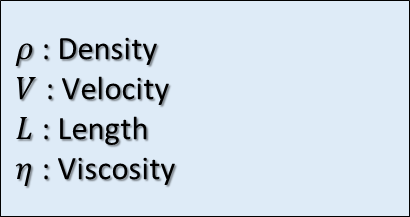 ρ : Density
V : Velocity
L : Length
η : Viscosity